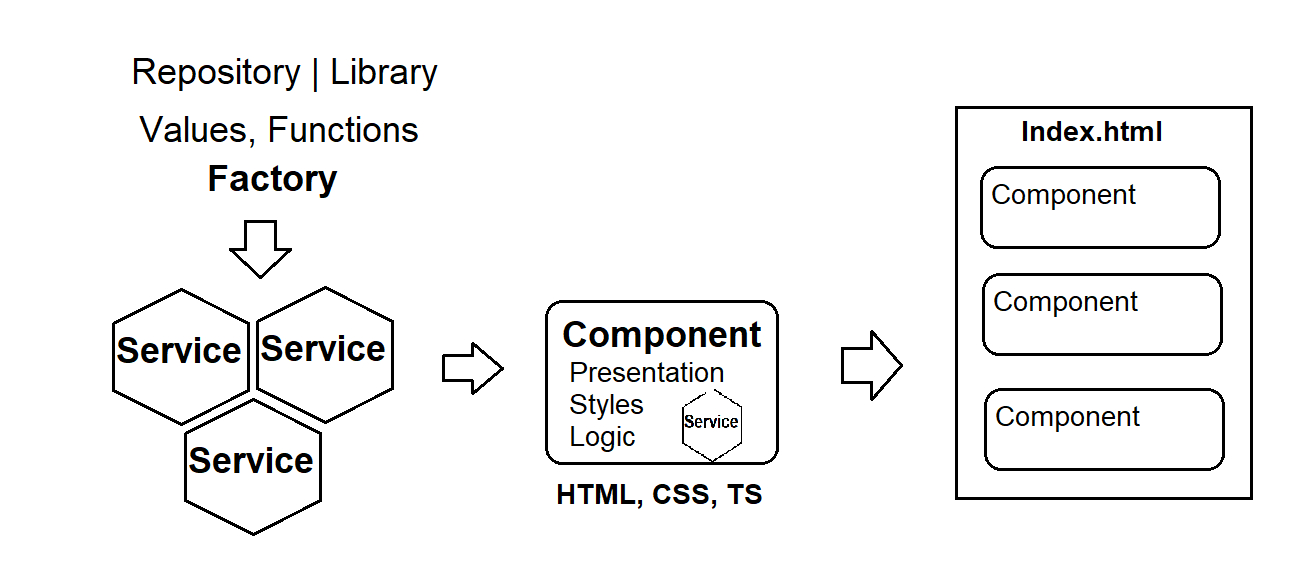 Repository | Library
Values, Functions
Factory
Service
Service
Service
Component
Presentation
Styles
Logic
Service
HTML, CSS, TS
Index.html
Component
Component
Component